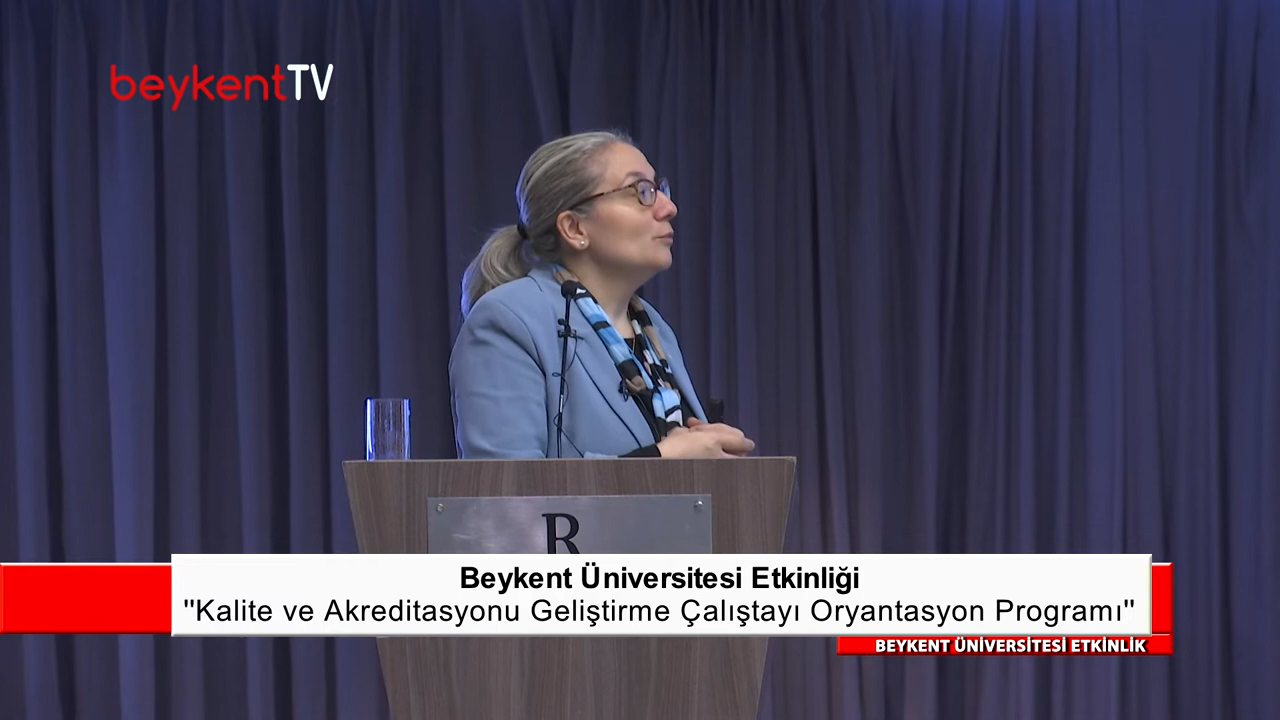 beykentTV
R
Beykent Üniversitesi Etkinliği
"Kalite ve Akreditasyonu Geliştirme Çalıştayı Oryantasyon Programı"
BEYKENT ÜNİVERSİTESİ ETKİNLİK